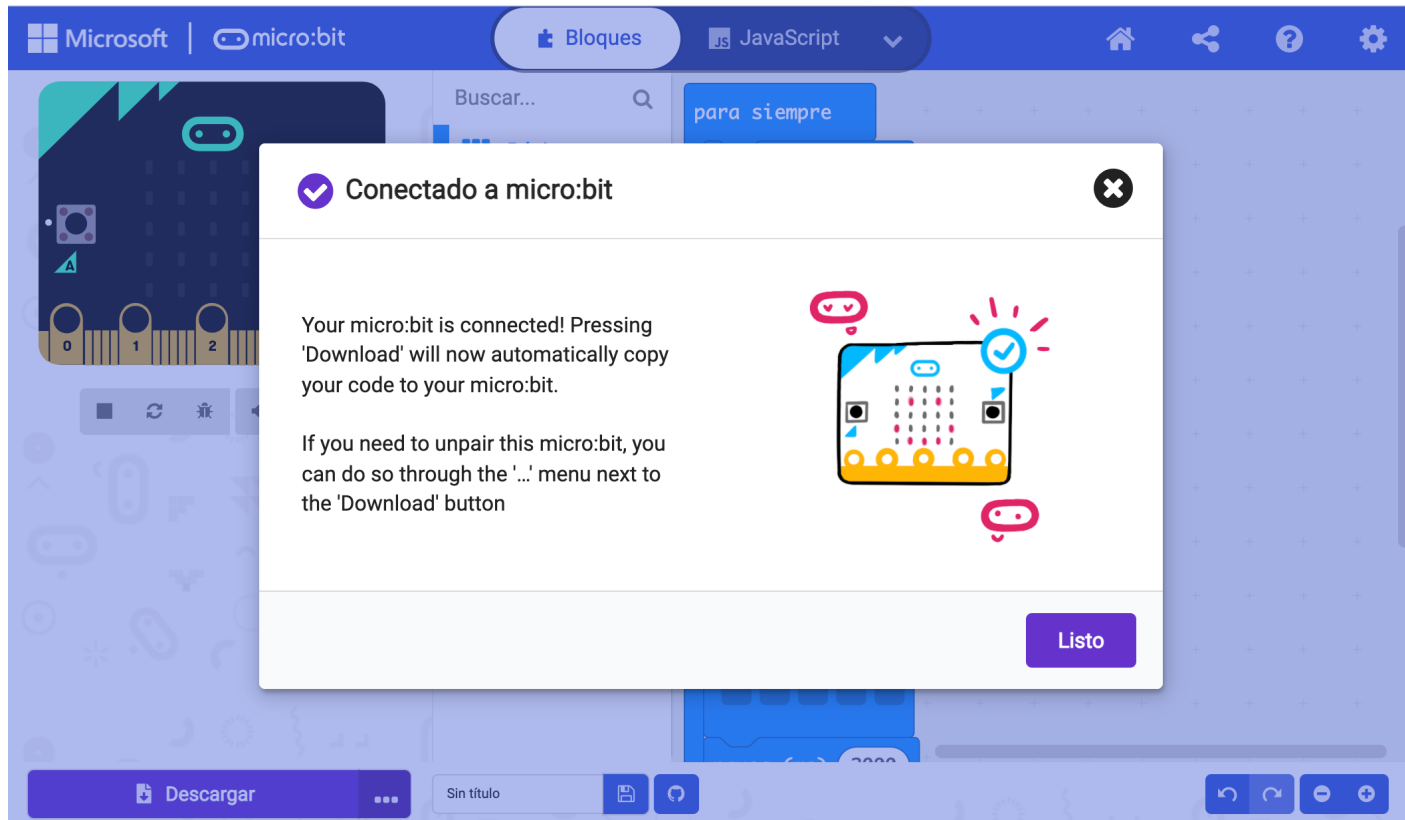 Microsoft | micro:bit
Bloques
JS JavaScript
Buscar...
para siempre
A
0 1 2
Conectado a micro:bit
Your micro:bit is connected! Pressing
'Download' will now automatically copy
your code to your micro:bit.
If you need to unpair this micro:bit, you
can do so through the '...' menu next to
the 'Download' button
Listo
Descargar
...
Sin título